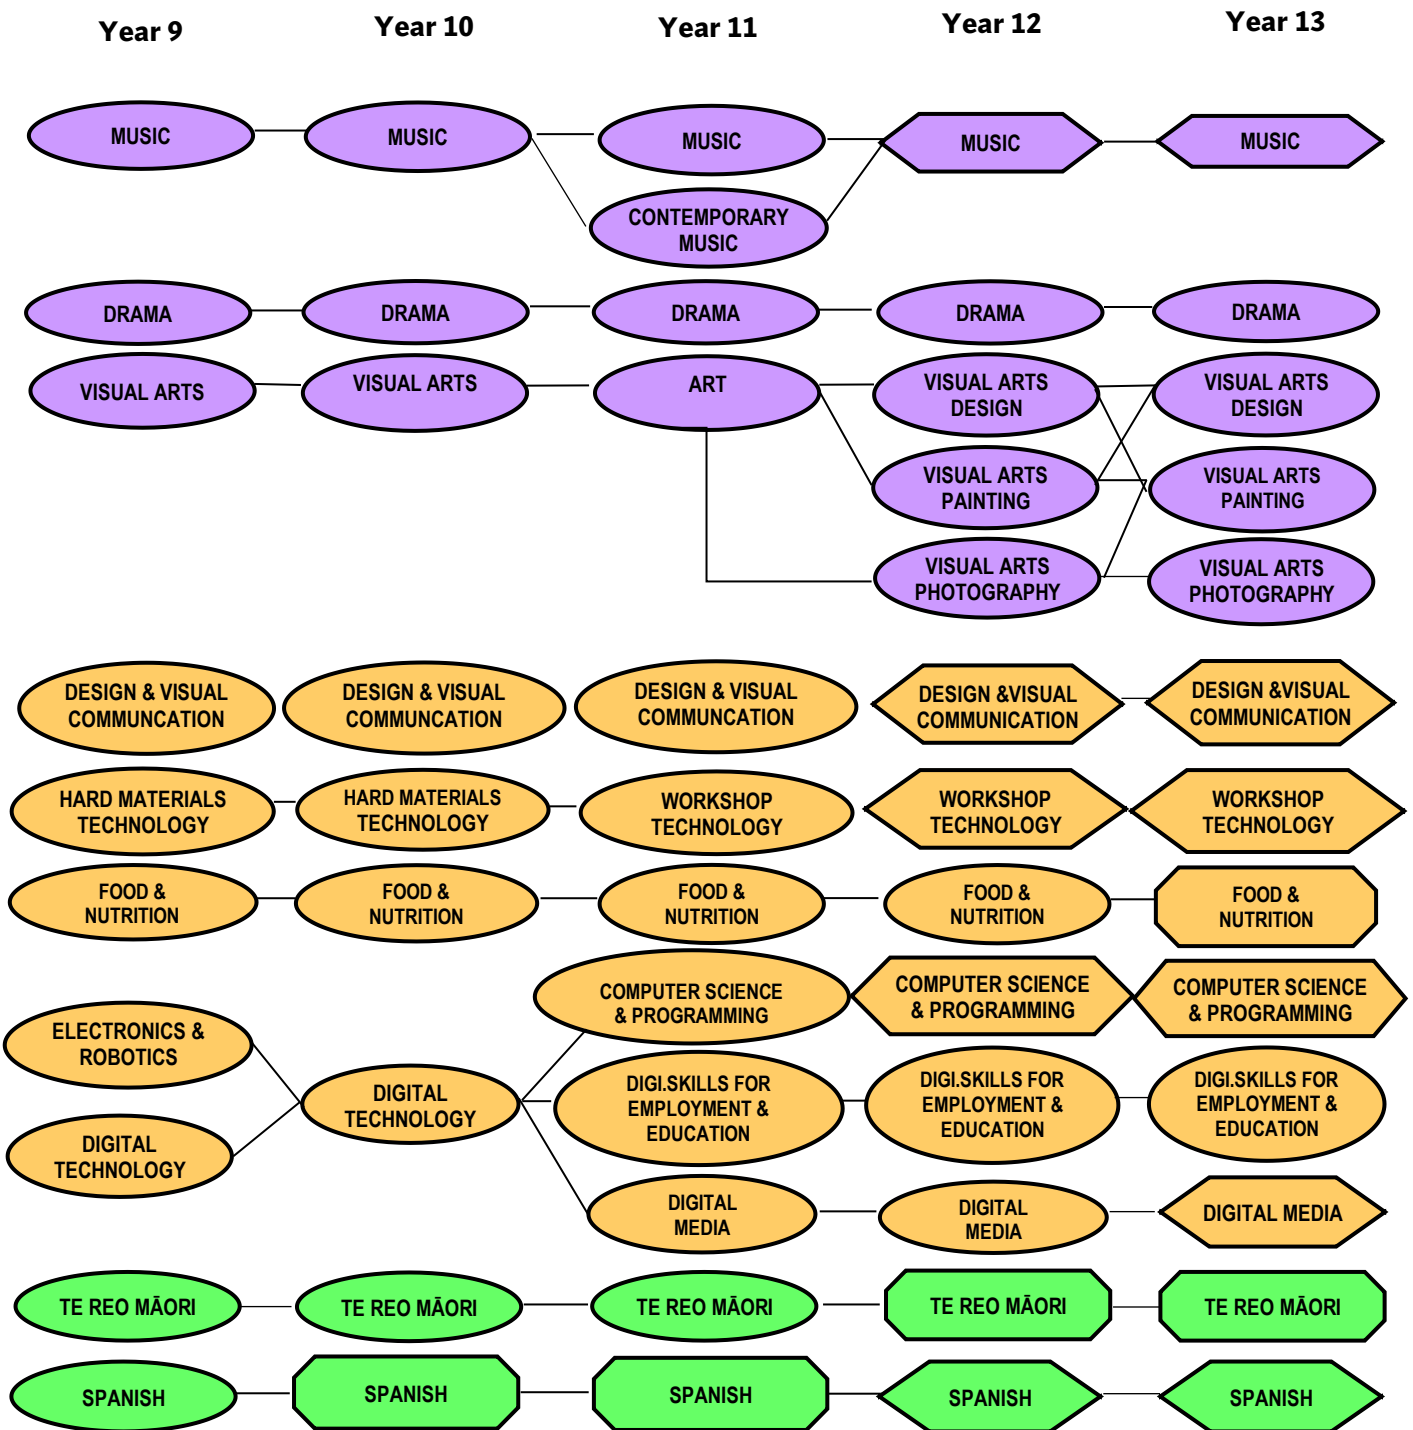 Year 9
Year 10
Year 11
Year 12
Year 13
MUSIC
MUSIC
MUSIC
MUSIC
MUSIC
CONTEMPORARY
MUSIC
DRAMA
DRAMA
DRAMA
DRAMA
DRAMA
VISUAL ARTS
VISUAL ARTS
ART
VISUAL ARTS
DESIGN
VISUAL ARTS
DESIGN
VISUAL ARTS
PAINTING
VISUAL ARTS
PAINTING
VISUAL ARTS
PHOTOGRAPHY
VISUAL ARTS
PHOTOGRAPHY
DESIGN & VISUAL
COMMUNCATION
DESIGN & VISUAL
COMMUNCATION
DESIGN & VISUAL
COMMUNCATION
DESIGN &VISUAL
COMMUNICATION
DESIGN &VISUAL
COMMUNICATION
HARD MATERIALS
TECHNOLOGY
HARD MATERIALS
TECHNOLOGY
WORKSHOP
TECHNOLOGY
WORKSHOP
TECHNOLOGY
WORKSHOP
TECHNOLOGY
FOOD &
NUTRITION
FOOD &
NUTRITION
FOOD &
NUTRITION
FOOD &
NUTRITION
FOOD &
NUTRITION
COMPUTER SCIENCE
& PROGRAMMING
COMPUTER SCIENCE
& PROGRAMMING
COMPUTER SCIENCE
& PROGRAMMING
ELECTRONICS &
ROBOTICS
DIGITAL
TECHNOLOGY
DIGITAL
TECHNOLOGY
DIGI.SKILLS FOR
EMPLOYMENT &
EDUCATION
DIGI.SKILLS FOR
EMPLOYMENT &
EDUCATION
DIGI.SKILLS FOR
EMPLOYMENT &
EDUCATION
DIGITAL
MEDIA
DIGITAL
MEDIA
DIGITAL MEDIA
TE REO MĀORI
TE REO MĀORI
TE REO MĀORI
TE REO MĀORI
TE REO MĀORI
SPANISH
SPANISH
SPANISH
SPANISH
SPANISH